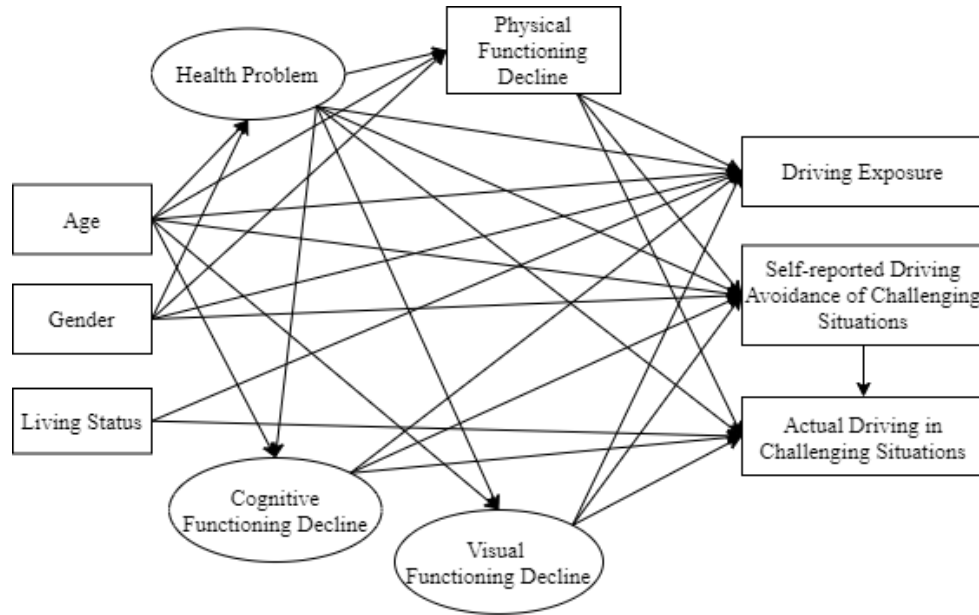 Physical
Functioning
Decline
Health Problem
Driving Exposure
Age
Self-reported Driving
Avoidance of Challenging
Situations
Gender
Living Status
Actual Driving in
Challenging Situations
Cognitive
Functioning Decline
Visual
Functioning Decline